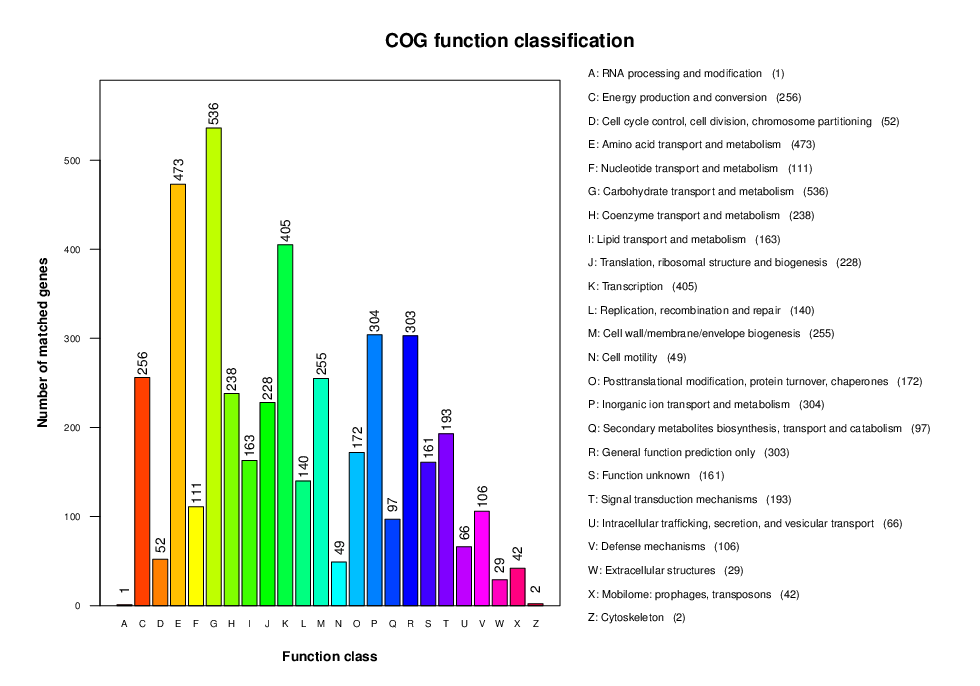 COG function classification
Number of matched genes
500
400
300
200
100
0
1
256
52
473
111
536
238
163
228
405
140
255
49
172
304
97
303
161
193
66
106
29
42
2
A C D E F G H I J K L M N O P Q R S T U V W X Z
Function class
A: RNA processing and modification (1)
C: Energy production and conversion (256)
D: Cell cycle control, cell division, chromosome partitioning (52)
E: Amino acid transport and metabolism (473)
F: Nucleotide transport and metabolism (111)
G: Carbohydrate transport and metabolism (536)
H: Coenzyme transport and metabolism (238)
I: Lipid transport and metabolism (163)
J: Translation, ribosomal structure and biogenesis (228)
K: Transcription (405)
L: Replication, recombination and repair (140)
M: Cell wall/membrane/envelope biogenesis (255)
N: Cell motility (49)
O: Posttranslational modification, protein turnover, chaperones (172)
P: Inorganic ion transport and metabolism (304)
Q: Secondary metabolites biosynthesis, transport and catabolism (97)
R: General function prediction only (303)
S: Function unknown (161)
T: Signal transduction mechanisms (193)
U: Intracellular trafficking, secretion, and vesicular transport (66)
V: Defense mechanisms (106)
W: Extracellular structures (29)
X: Mobilome: prophages, transposons (42)
Z: Cytoskeleton (2)